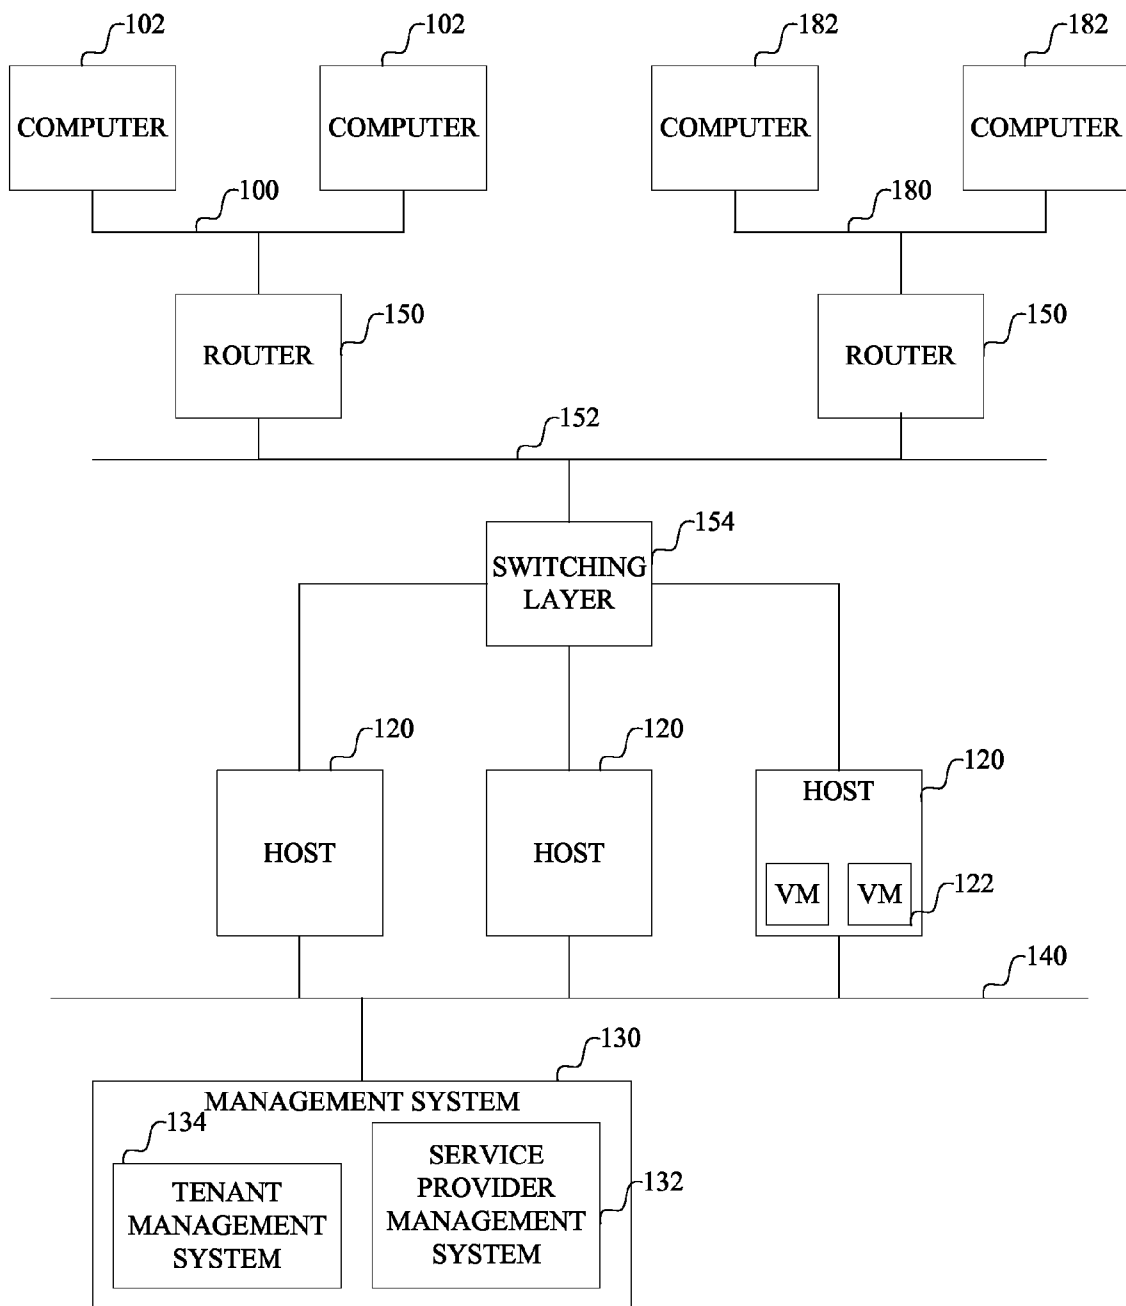 102
102
182
182
COMPUTER
COMPUTER
COMPUTER
COMPUTER
100
180
150
150
ROUTER
ROUTER
152
154
SWITCHING
LAYER
120
120
120
HOST
HOST
HOST
VM
VM
122
140
130
MANAGEMENT SYSTEM
134
TENANT
MANAGEMENT
SYSTEM
SERVICE
PROVIDER
MANAGEMENT
SYSTEM
132